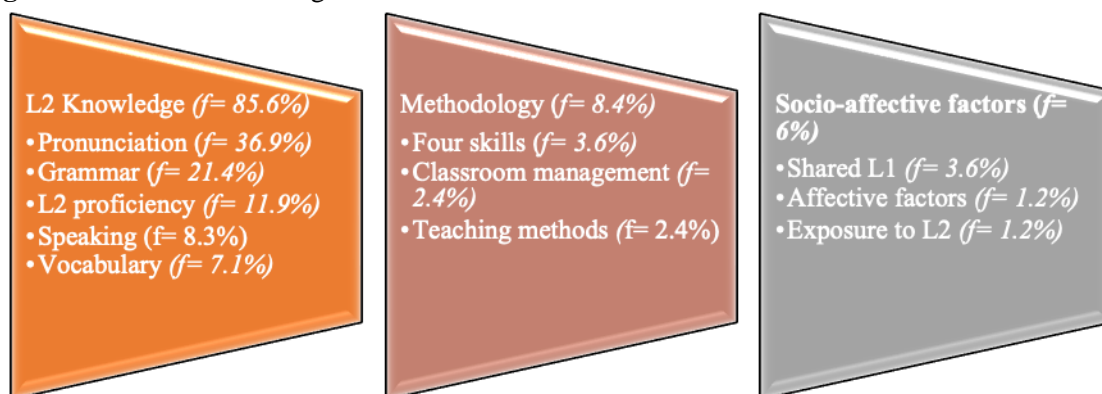 L2 Knowledge (f= 85.6%)
•Pronunciation (f= 36.9%)
•Grammar (f= 21.4%)
•L2 proficiency (f= 11.9%)
•Speaking (f= 8.3%)
•Vocabulary (f= 7.1%)
Methodology (f= 8.4%)
•Four skills (f= 3.6%)
•Classroom management (f=
2.4%)
•Teaching methods (f= 2.4%)
Socio-affective factors (f=
6%)
•Shared L1 (f= 3.6%)
•Affective factors (f= 1.2%)
•Exposure to L2 (f= 1.2%)